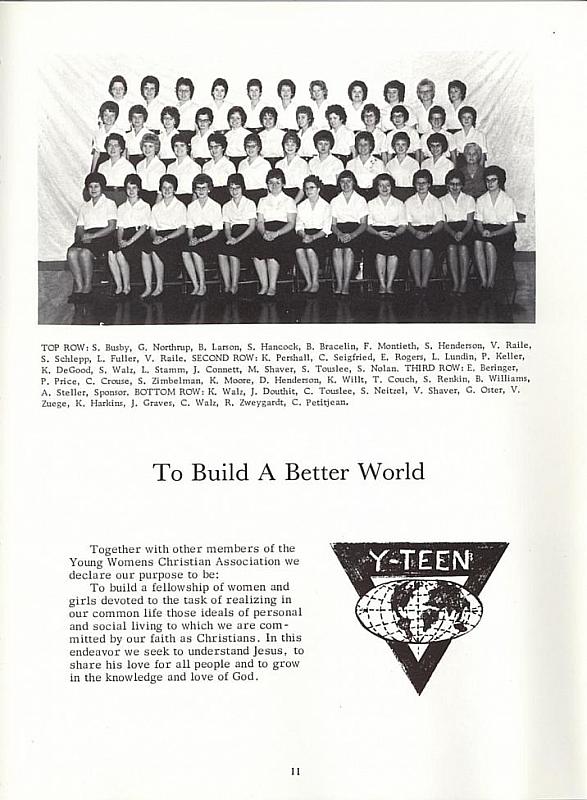 TOP ROW: S. Busby, G. Northrup, B. Larson, S. Hancock, B. Bracelin, F. Montieth, S. Henderson, V. Raile,
S. Schlepp, L. Fuller, V. Raile. SECOND ROW: K. Pershall, C. Seigfried, E. Rogers, L. Lundin, P. Keller,
K. DeGood, S. Walz, L. Stamm, J. Connett, M. Shaver, S. Touslee, S. Nolan. THIRD ROW: E. Beringer,
P. Price, C. Crouse, S. Zimbelman, K. Moore, D. Henderson, K. Willt, T. Couch, S. Renkin, B. Williams,
A. Steller, Sponsor. BOTTOM ROW: K. Walz, J. Douthit, C. Touslee, S. Neitzel, V. Shaver, G. Oster, V.
Zuege, K. Harkins, J. Graves, C. Walz, R. Zweygardt, C. Petitjean.
To Build A Better World
Together with other members of the
Young Womens Christian Association we
declare our purpose to be:
To build a fellowship of women and
girls devoted to the task of realizing in
our common life those ideals of personal
and social living to which we are com-
mitted by our faith as Christians. In this
endeavor we seek to understand Jesus, to
share his love for all people and to grow
in the knowledge and love of God.
Y-TEEN
11